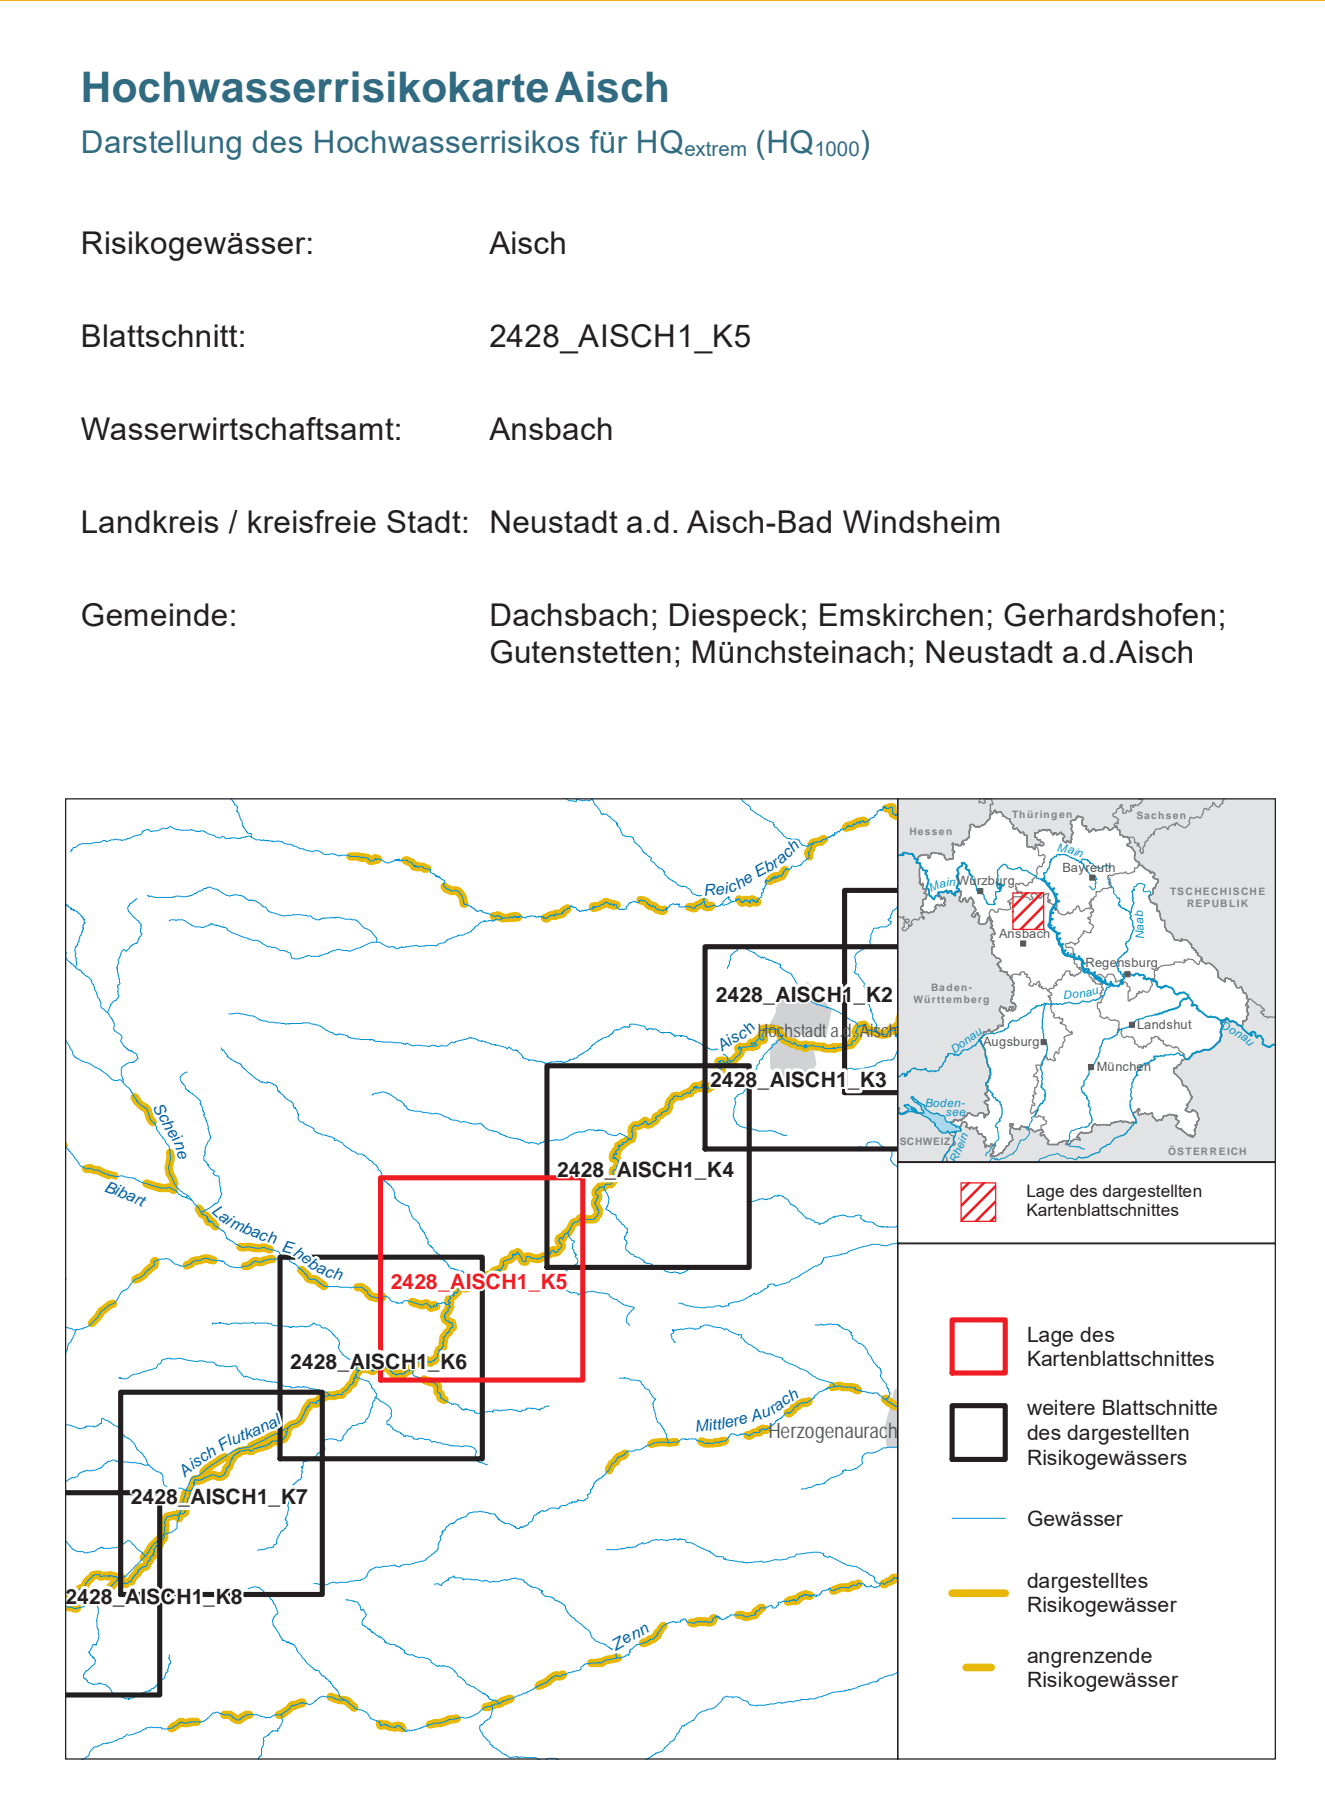 Hochwasserrisikokarte Aisch
Darstellung des Hochwasserrisikos für HQextrem (HQ1000)
Risikogewässer: Aisch
Blattschnitt: 2428_AISCH1_K5
Wasserwirtschaftsamt: Ansbach
Landkreis / kreisfreie Stadt: Neustadt a.d. Aisch-Bad Windsheim
Gemeinde: Dachsbach; Diespeck; Emskirchen; Gerhardshofen;
Gutenstetten; Münchsteinach; Neustadt a.d.Aisch
Reiche Ebrach
2428_AISCH1_K2
Aisch
Höchstadt a.d. Aisch
2428_AISCH1_K3
Scheine
2428_AISCH1_K4
Bibart
Laimbach
Ehebach
2428_AISCH1_K5
2428_AISCH1_K6
Mittlere Aurach
Herzogenaurach
Aisch Flutkanal
2428_AISCH1_K7
2428_AISCH1_K8
Zenn
Thüringen
Sachsen
Hessen
Main
Bayreuth
Main
Würzburg
TSCHECHISCHE
REPUBLIK
Naab
Ansbach
Regensburg
Baden-
Württemberg
Donau
Landshut
Donau
Donau
Augsburg
München
Boden-
see
SCHWEIZ
Rhein
ÖSTERREICH
Lage des dargestellten
Kartenblattschnittes
Lage des
Kartenblattschnittes
weitere Blattschnitte
des dargestellten
Risikogewässers
Gewässer
dargestelltes
Risikogewässer
angrenzende
Risikogewässer